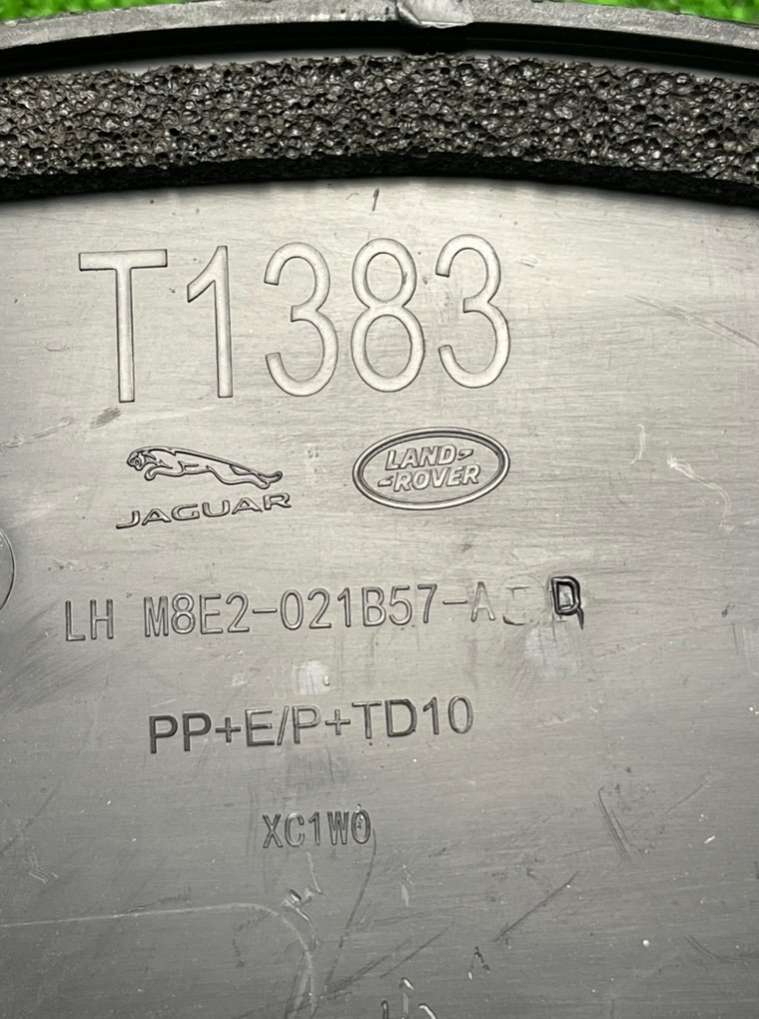 T1383
JAGUAR
LAND-
-ROVER
LH M8E2-021B57-A D
PP+E/P+TD10
XC1W0